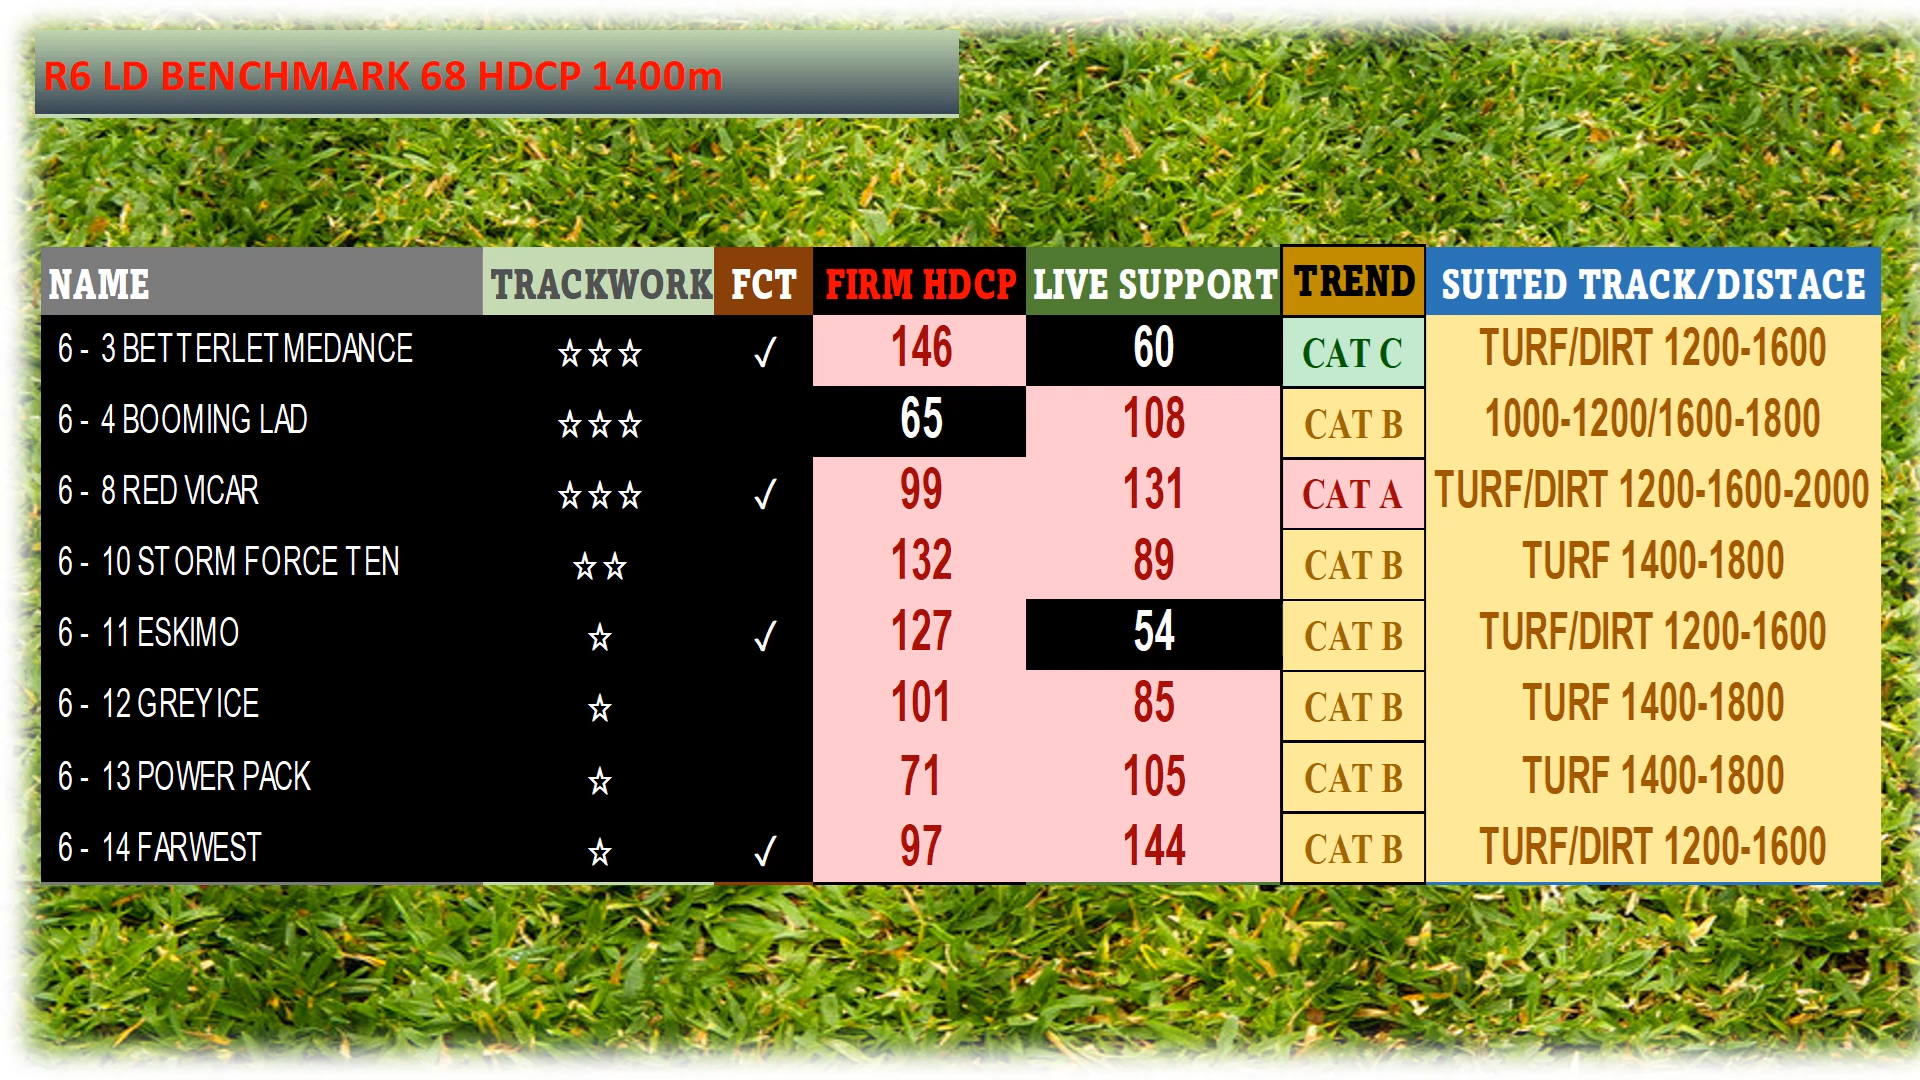 R6 LD BENCHMARK 68 HDCP 1400m
NAME TRACKWORK FCT FIRM HDCP LIVE SUPPORT TREND SUITED TRACK/DISTACE
6 - 3 BETTERLETMEDANCE ☆☆☆ ✓ 146 60 CAT C TURF/DIRT 1200-1600
6 - 4 BOOMING LAD ☆☆☆ 65 108 CAT B 1000-1200/1600-1800
6 - 8 RED VICAR ☆☆☆ ✓ 99 131 CAT A TURF/DIRT 1200-1600-2000
6 - 10 STORM FORCE TEN ☆☆ 132 89 CAT B TURF 1400-1800
6 - 11 ESKIMO ☆ ✓ 127 54 CAT B TURF/DIRT 1200-1600
6 - 12 GREY ICE ☆ 101 85 CAT B TURF 1400-1800
6 - 13 POWER PACK ☆ 71 105 CAT B TURF 1400-1800
6 - 14 FARWEST ☆ ✓ 97 144 CAT B TURF/DIRT 1200-1600